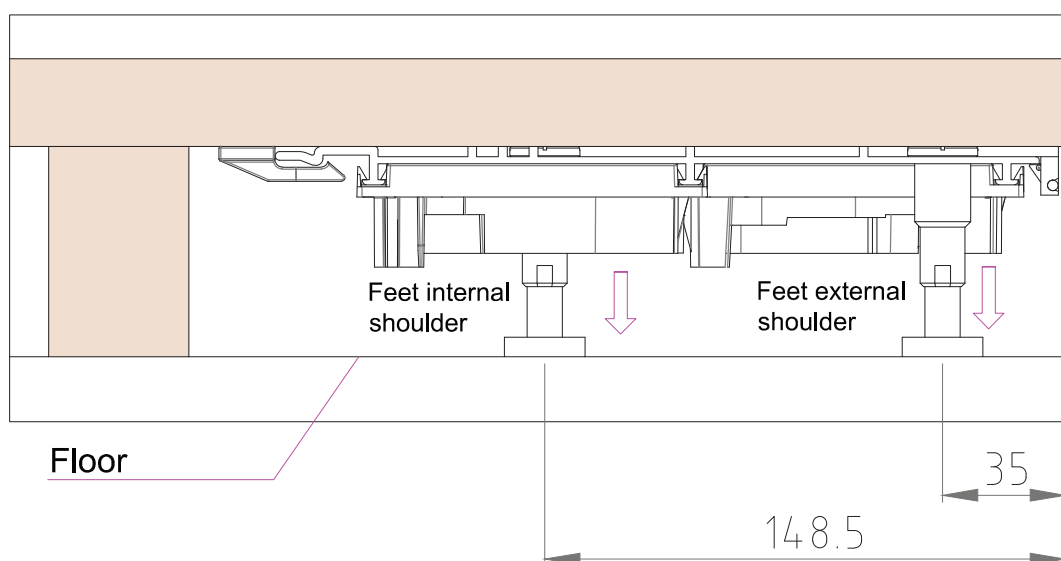 Feet internal
shoulder
Feet external
shoulder
Floor
35
148.5